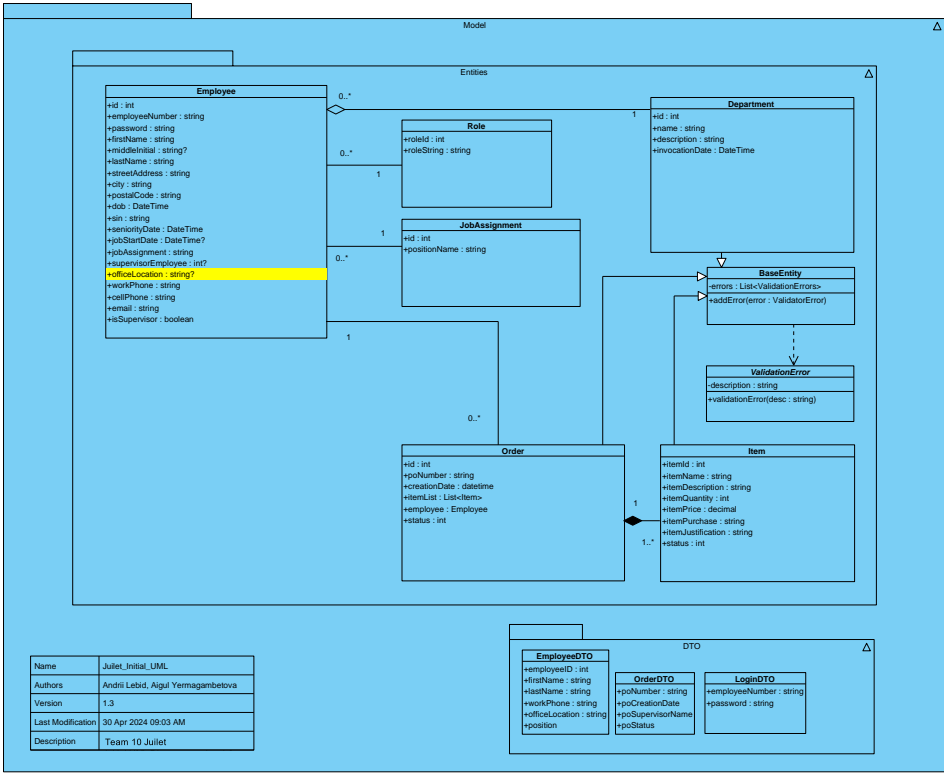 Model
Entities
Employee
+id : int
+employeeNumber : string
+password : string
+firstName : string
+middleInitial : string?
+lastName : string
+streetAddress : string
+city : string
+postalCode : string
+dob : DateTime
+sin : string
+seniorityDate : DateTime
+jobStartDate : DateTime?
+jobAssignment : string
+supervisorEmployee : int?
+officeLocation : string?
+workPhone : string
+cellPhone : string
+email : string
+isSupervisor : boolean
0..*
1
Department
+id : int
+name : string
+description : string
+invocationDate : DateTime
Role
+roleId : int
+roleString : string
0..*
1
JobAssignment
+id : int
+positionName : string
1
0..*
BaseEntity
-errors : List<ValidationErrors>
+addError(error : ValidatorError)
ValidationError
-description : string
+validationError(desc : string)
1
0..*
Order
+id : int
+poNumber : string
+creationDate : datetime
+itemList : List<Item>
+employee : Employee
+status : int
1
1..*
Item
+itemId : int
+itemName : string
+itemDescription : string
+itemQuantity : int
+itemPrice : decimal
+itemPurchase : string
+itemJustification : string
+status : int
DTO
EmployeeDTO
+employeeID : int
+firstName : string
+lastName : string
+workPhone : string
+officeLocation : string
+position
OrderDTO
+poNumber : string
+poCreationDate
+poSupervisorName
+poStatus
LoginDTO
+employeeNumber : string
+password : string
Name Juilet_Initial_UML
Authors Andrii Lebid, Aigul Yermagambetova
Version 1.3
Last Modification 30 Apr 2024 09:03 AM
Description Team 10 Juilet